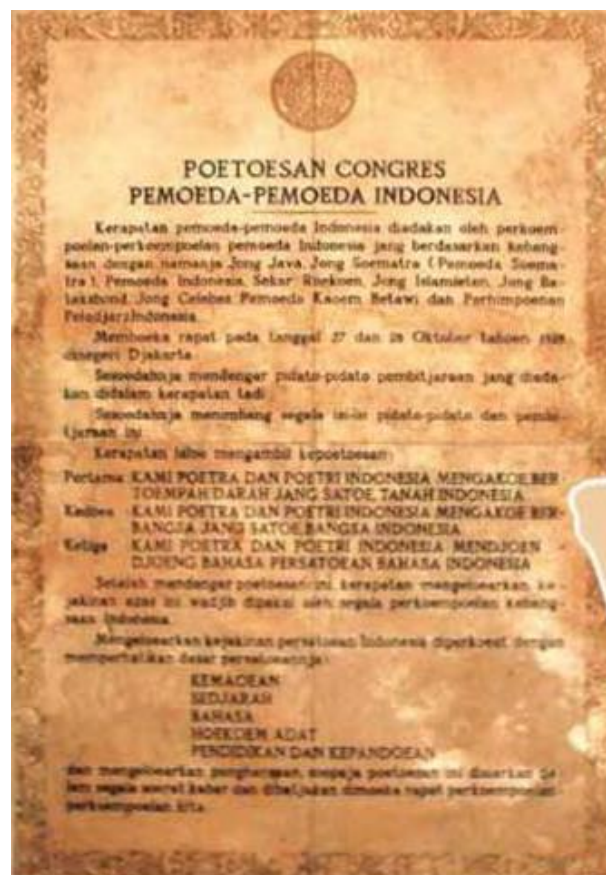 POETOESAN CONGRES
PEMOEDA-PEMOEDA INDONESIA
Kerapatan pemoeda-pemoeda Indonesia diadakan oleh perkoem-
poelan-perkoempoelan pemoeda Indonesia jang berdasarkan kebang-
saan dengan namanja Jong Java, Jong Soematra (Pemoeda Soema-
tra), Pemoeda Indonesia, Sekar Roekoen, Jong Islamieten, Jong Ba-
taksbond, Jong Celebes, Pemoeda Kaoem Betawi dan Perhimpoenan
Peladjar2Indonesia.
Memboeka rapat pada tanggal 27 dan 28 Oktober tahoen 1928
dinegeri Djakarta.
Sesoedahnja mendengar pidato-pidato pembitjaraan jang diada-
kan didalam kerapatan tadi.
Sesoedahnja menimbang segala isi-isi pidato-pidato dan pembi-
tjaraan ini.
Kerapatan laloe mengambil kepoetoesan:
Pertama KAMI POETRA DAN POETRI INDONESIA MENGAKOE BER-
TOEMPAH DARAH JANG SATOE, TANAH INDONESIA
Kedoea KAMI POETRA DAN POETRI INDONESIA MENGAKOE BER-
BANGSA JANG SATOE, BANGSA INDONESIA
Ketiga KAMI POETRA DAN POETRI INDONESIA MENDJOEN-
DJOENG BAHASA PERSATOEAN, BAHASA INDONESIA
Setelah mendengar poetoesan ini kerapatan mengeloearkan ke-
jakinan azas ini wadjib dipakai oleh segala perkoempoelan kebang-
saan Indonesia.
Mengeloearkan kejakinan persatoean Indonesia diperkoeat dengan
memperhatikan dasar persatoeannja:
KEMAOEAN
SEDJARAH
BAHASA
HOEKOEM ADAT
PENDIDIKAN DAN KEPANDOEAN
dan mengeloearkan pengharapan soepaja poetoesan ini disiarkan da-
lam segala soerat kabar dan dibatjakan dimoeka rapat perkoempoelan-
perkoempoelan kita.